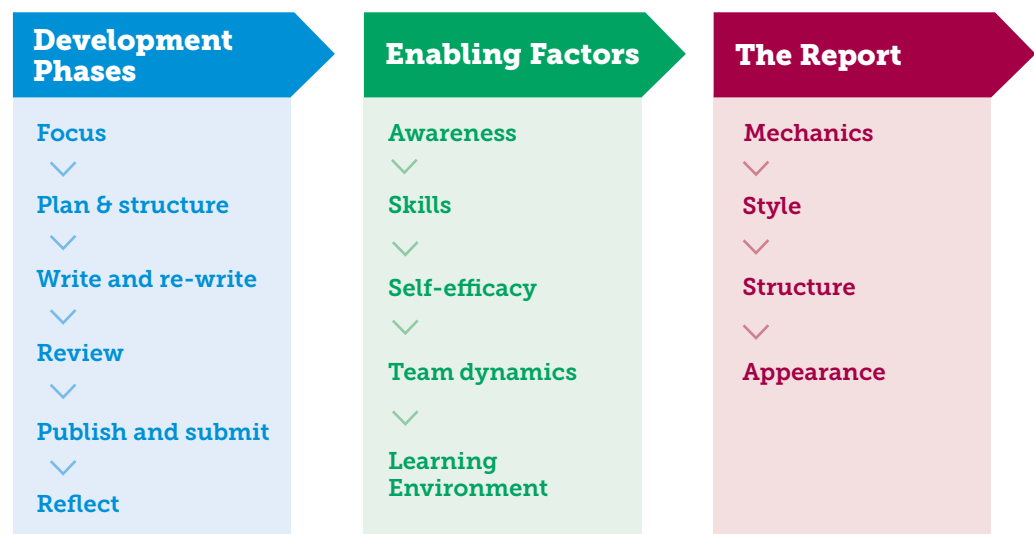 Development
Phases
Focus
Plan & structure
Write and re-write
Review
Publish and submit
Reflect
Enabling Factors
Awareness
Skills
Self-efficacy
Team dynamics
Learning
Environment
The Report
Mechanics
Style
Structure
Appearance